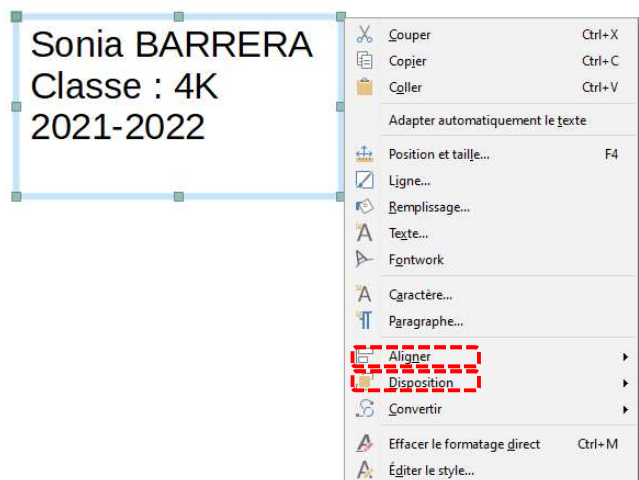 Sonia BARRERA
Classe : 4K
2021-2022
Couper Ctrl+X
Copier Ctrl+C
Coller Ctrl+V
Adapter automatiquement le texte
Position et taille... F4
Ligne...
Remplissage...
Texte...
Fontwork
Caractère...
Paragraphe...
Aligner
Disposition
Convertir
Effacer le formatage direct Ctrl+M
Éditer le style...